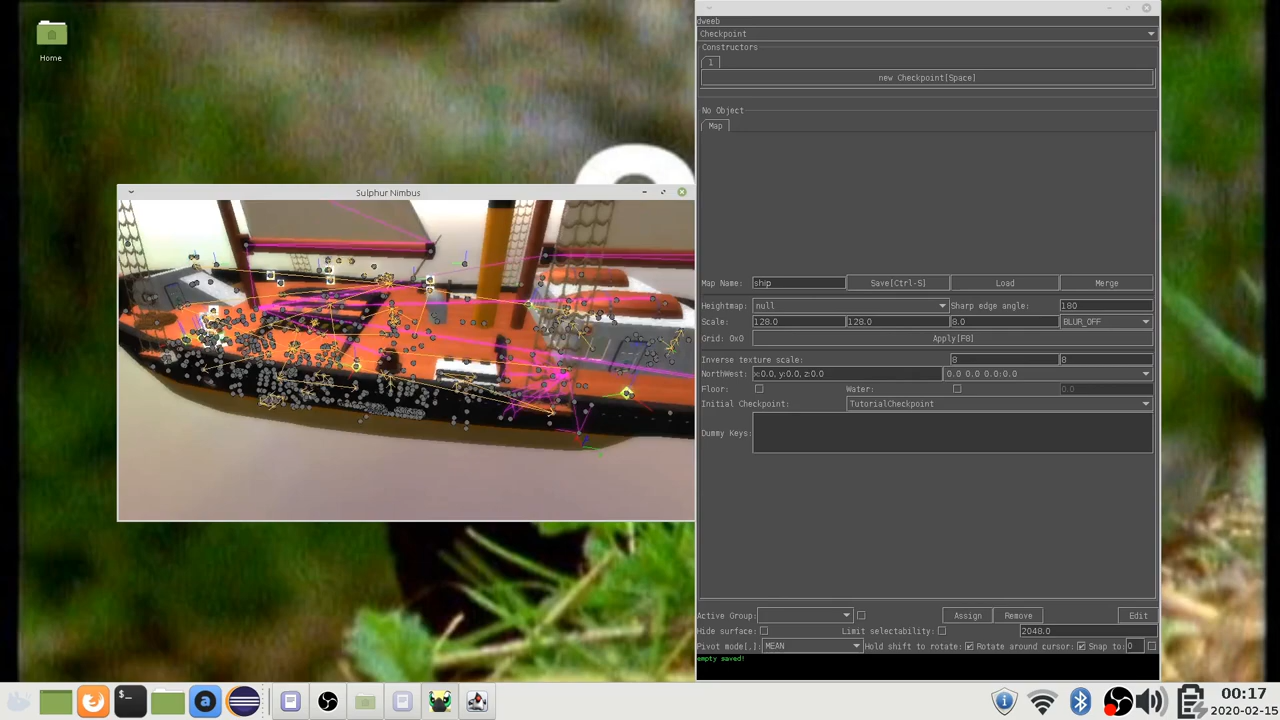 Home
Sulphur Nimbus
dweeb
Checkpoint
Constructors
1
new Checkpoint[Space]
No Object
Map
Map Name: ship Save[Ctrl-S] Load Merge
Heightmap: null Sharp edge angle: 180
Scale: 128.0 128.0 8.0 BLUR_OFF
Grid: 0x0 Apply[F8]
Inverse texture scale: 8 8
NorthWest: x:0.0, y:0.0, z:0.0 0.0 0.0 0.0:0.0
Floor: Water: 0.0
Initial Checkpoint: TutorialCheckpoint
Dummy Keys:
Active Group: Assign Remove Edit
Hide surface: Limit selectability: 2048.0
Pivot mode[.]: MEAN Hold shift to rotate: Rotate around cursor: Snap to: 0
empty saved!
$_
a
00:17
2020-02-15